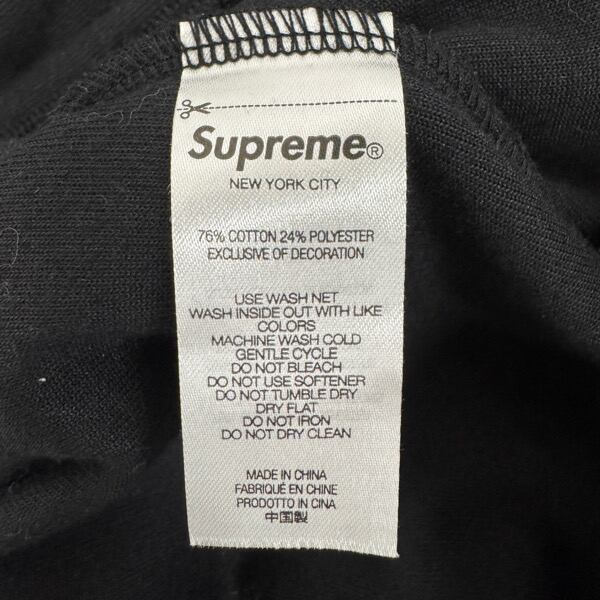 Supreme®
NEW YORK CITY
76% COTTON 24% POLYESTER
EXCLUSIVE OF DECORATION
USE WASH NET
WASH INSIDE OUT WITH LIKE
COLORS
MACHINE WASH COLD
GENTLE CYCLE
DO NOT BLEACH
DO NOT USE SOFTENER
DO NOT TUMBLE DRY
DRY FLAT
DO NOT IRON
DO NOT DRY CLEAN
MADE IN CHINA
FABRIQUÉ EN CHINE
PRODOTTO IN CINA
中国製